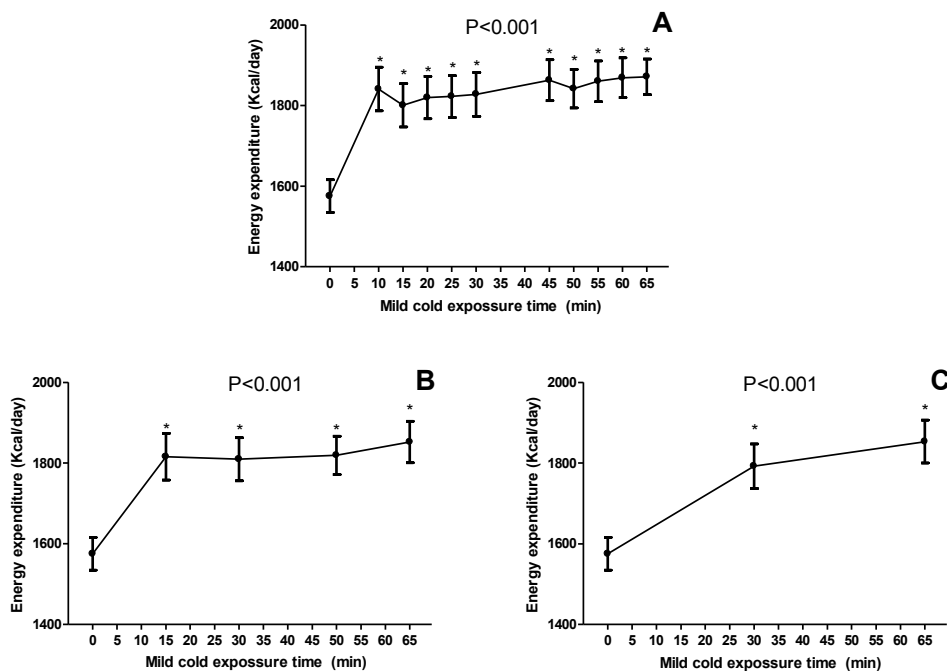 A
P<0.001
* * * * * * * * * *
Energy expenditure (Kcal/day)
2000
1800
1600
1400
0 5 10 15 20 25 30 35 40 45 50 55 60 65
Mild cold expossure time (min)
B
P<0.001
* * * *
Energy expenditure (Kcal/day)
2000
1800
1600
1400
0 5 10 15 20 25 30 35 40 45 50 55 60 65
Mild cold expossure time (min)
C
P<0.001
* *
Energy expenditure (Kcal/day)
2000
1800
1600
1400
0 5 10 15 20 25 30 35 40 45 50 55 60 65
Mild cold expossure time (min)